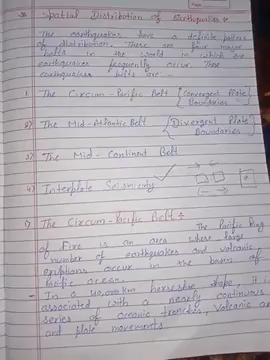 Spatial Distribution of Earthquakes :-
The earthquakes have a definite pattern
of distribution. There are four major
belts in the world in which are
earthquakes frequently occur. These
earthquakes belts are :-
1. The Circum-Pacific Belt [Convergent Plate
Boundaries]
2) The Mid-Atlantic Belt [Divergent Plate
Boundaries]
3) The Mid-Continent Belt
4) Interplate Seismicity
1) The Circum-Pacific Belt :-
The Pacific Ring
of Fire is an area where large
number of earthquakes and volcanic
eruptions occur in the basin of
Pacific ocean.
- In a 40,000 km horseshoe shape it is
associated with a nearly continuous
series of oceanic trenches, volcanic arc
and plate movements